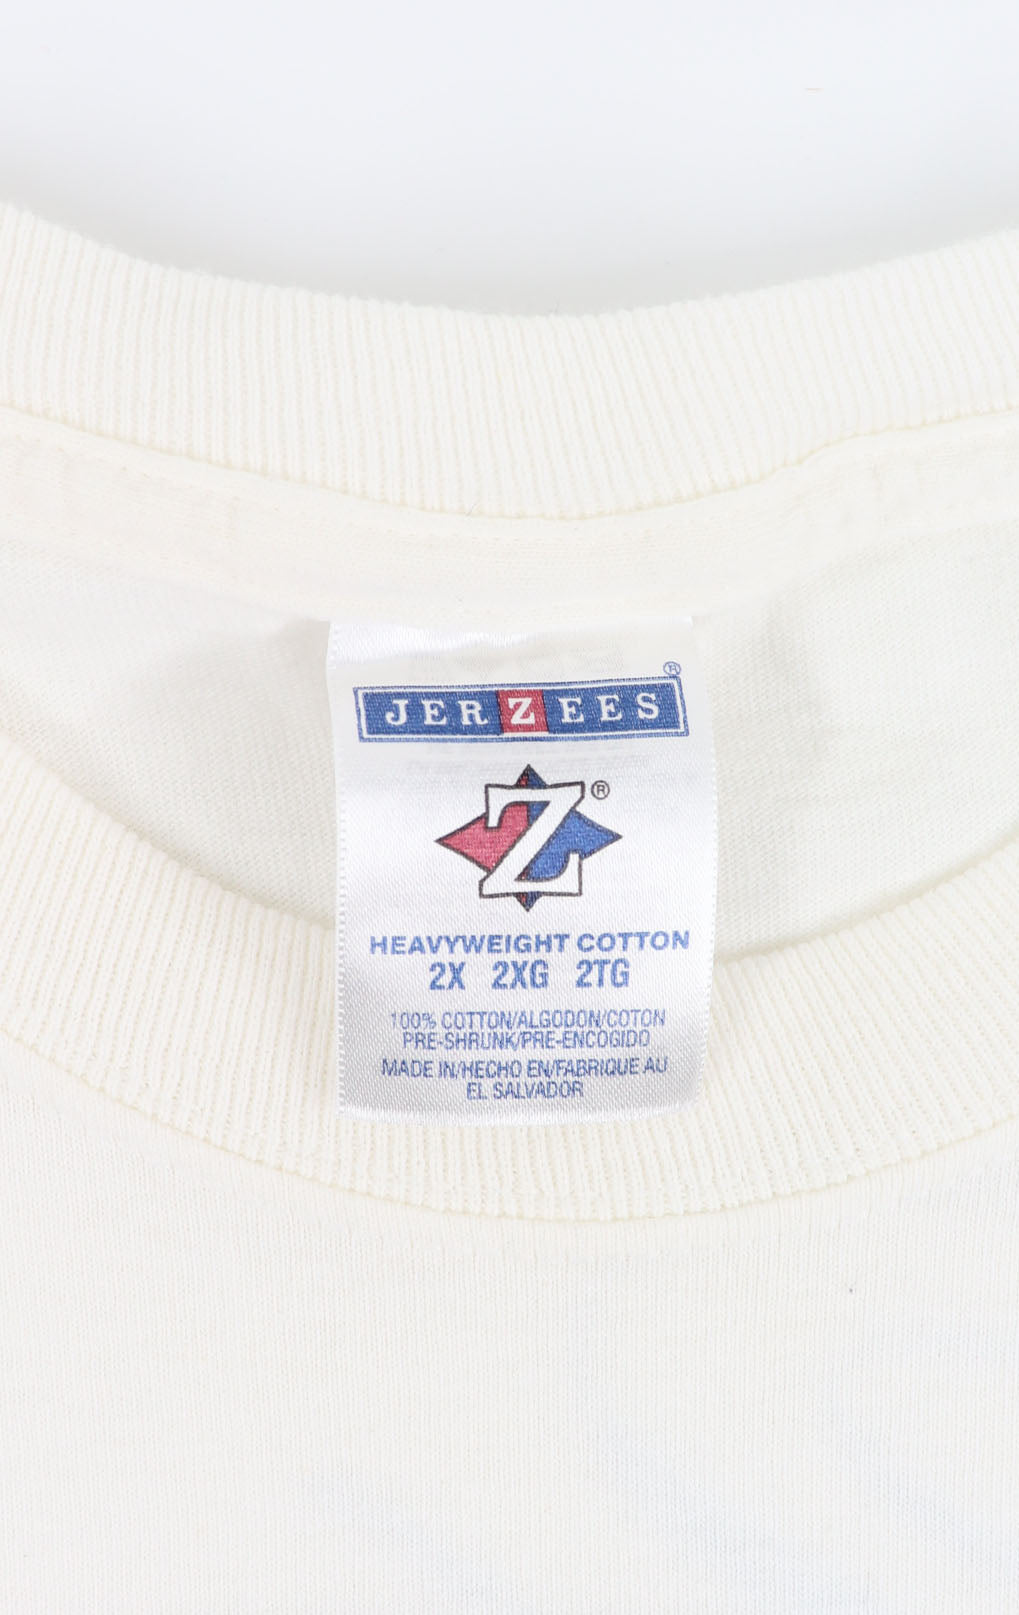 JERZEES®
Z®
HEAVYWEIGHT COTTON
2X 2XG 2TG
100% COTTON/ALGODON/COTON
PRE-SHRUNK/PRE-ENCOGIDO
MADE IN/HECHO EN/FABRIQUE AU
EL SALVADOR